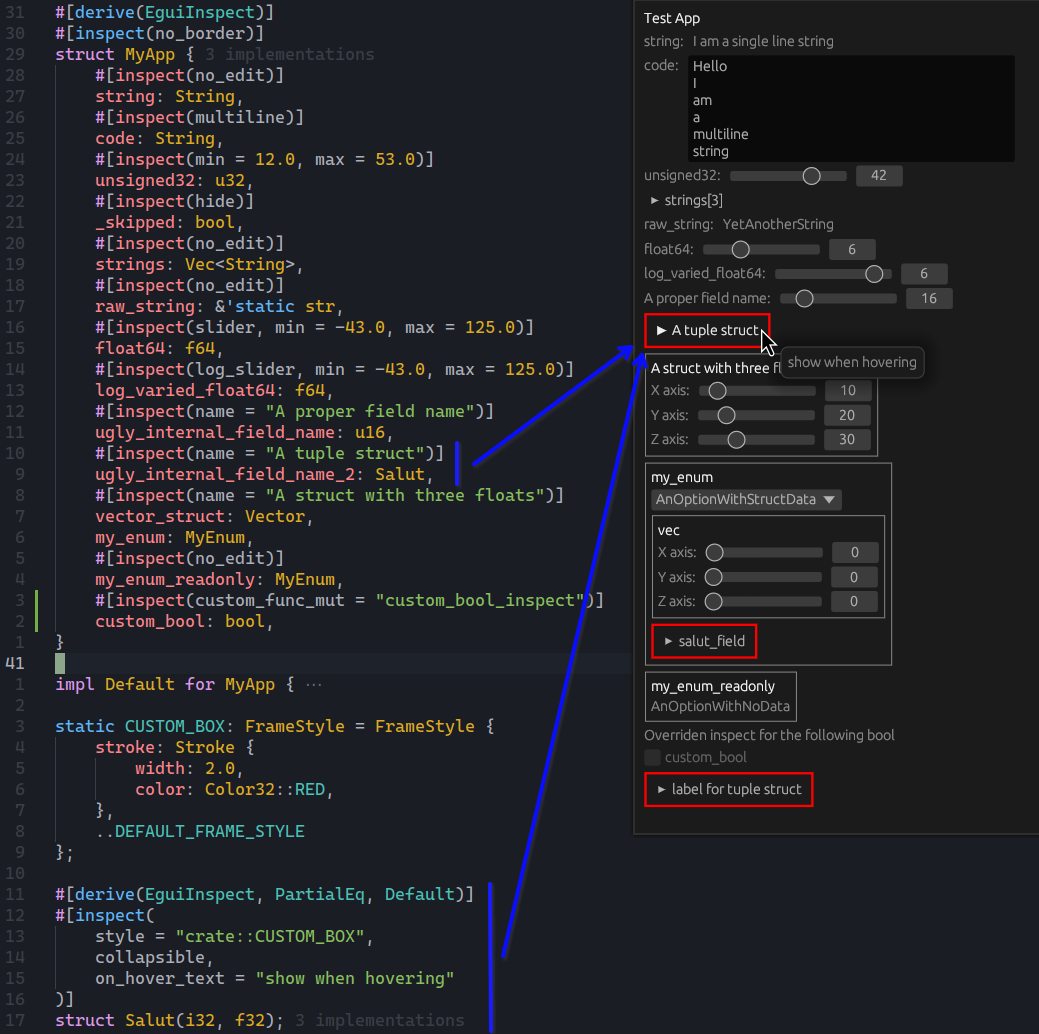 31 #[derive(EguiInspect)]
30 #[inspect(no_border)]
29 struct MyApp { 3 implementations
28 #[inspect(no_edit)]
27 string: String,
26 #[inspect(multiline)]
25 code: String,
24 #[inspect(min = 12.0, max = 53.0)]
23 unsigned32: u32,
22 #[inspect(hide)]
21 _skipped: bool,
20 #[inspect(no_edit)]
19 strings: Vec<String>,
18 #[inspect(no_edit)]
17 raw_string: &'static str,
16 #[inspect(slider, min = -43.0, max = 125.0)]
15 float64: f64,
14 #[inspect(log_slider, min = -43.0, max = 125.0)]
13 log_varied_float64: f64,
12 #[inspect(name = "A proper field name")]
11 ugly_internal_field_name: u16,
10 #[inspect(name = "A tuple struct")]
9 ugly_internal_field_name_2: Salut,
8 #[inspect(name = "A struct with three floats")]
7 vector_struct: Vector,
6 my_enum: MyEnum,
5 #[inspect(no_edit)]
4 my_enum_readonly: MyEnum,
3 #[inspect(custom_func_mut = "custom_bool_inspect")]
2 custom_bool: bool,
1 }
41
1 impl Default for MyApp { ···
2
3 static CUSTOM_BOX: FrameStyle = FrameStyle {
4 stroke: Stroke {
5 width: 2.0,
6 color: Color32::RED,
7 },
8 ..DEFAULT_FRAME_STYLE
9 };
10
11 #[derive(EguiInspect, PartialEq, Default)]
12 #[inspect(
13 style = "crate::CUSTOM_BOX",
14 collapsible,
15 on_hover_text = "show when hovering"
16 )]
17 struct Salut(i32, f32); 3 implementations
Test App
string: I am a single line string
code: Hello
I
am
a
multiline
string
unsigned32: 42
▶ strings[3]
raw_string: YetAnotherString
float64: 6
log_varied_float64: 6
A proper field name: 16
▶ A tuple struct
show when hovering
A struct with three fl
X axis: 10
Y axis: 20
Z axis: 30
my_enum
AnOptionWithStructData ▼
vec
X axis: 0
Y axis: 0
Z axis: 0
▶ salut_field
my_enum_readonly
AnOptionWithNoData
Overriden inspect for the following bool
custom_bool
▶ label for tuple struct